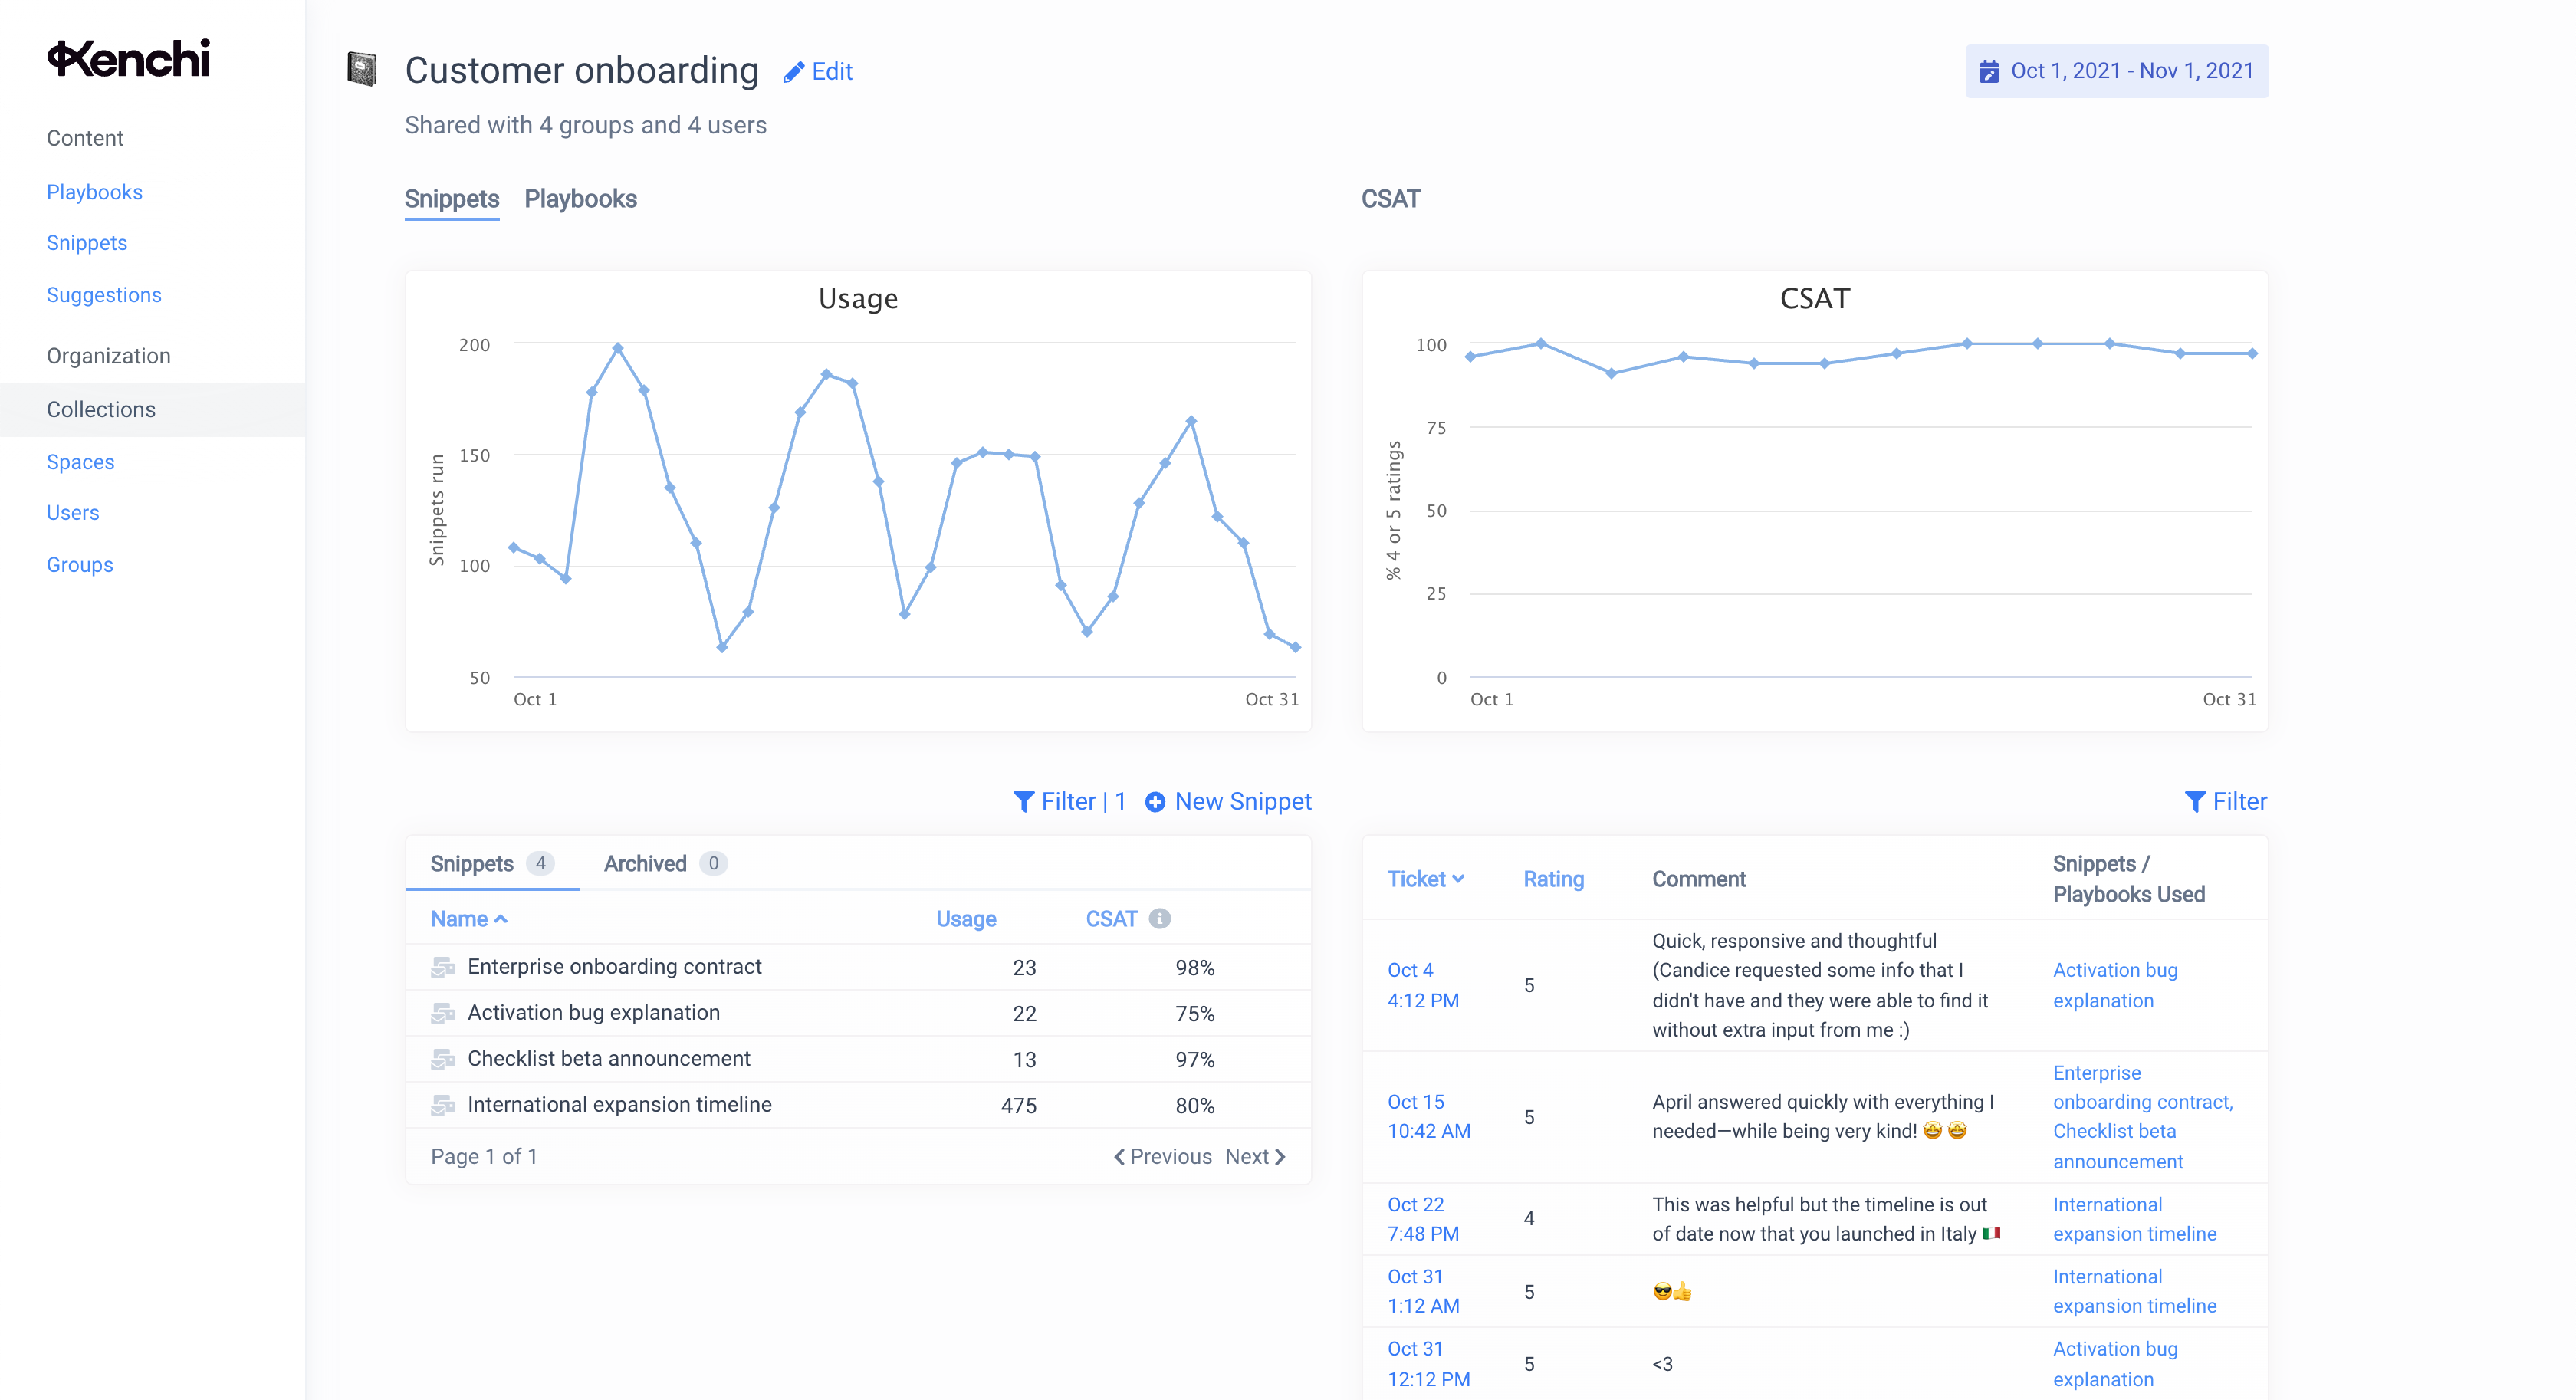 Kenchi
Content
Playbooks
Snippets
Suggestions
Organization
Collections
Spaces
Users
Groups
Customer onboarding
Edit
Oct 1, 2021 - Nov 1, 2021
Shared with 4 groups and 4 users
Snippets Playbooks
Usage
200
150
100
50
Snippets run
Oct 1 Oct 31
Filter | 1 New Snippet
Snippets 4 Archived 0
Name Usage CSAT
Enterprise onboarding contract 23 98%
Activation bug explanation 22 75%
Checklist beta announcement 13 97%
International expansion timeline 475 80%
Page 1 of 1 Previous Next
CSAT
CSAT
100
75
50
25
0
% 4 or 5 ratings
Oct 1 Oct 31
Filter
Ticket Rating Comment
Snippets /
Playbooks Used
Oct 4
4:12 PM
5
Quick, responsive and thoughtful
(Candice requested some info that I
didn't have and they were able to find it
without extra input from me :)
Activation bug
explanation
Oct 15
10:42 AM
5
April answered quickly with everything I
needed—while being very kind! 🤩 🤩
Enterprise
onboarding contract,
Checklist beta
announcement
Oct 22
7:48 PM
4
This was helpful but the timeline is out
of date now that you launched in Italy 🇮🇹
International
expansion timeline
Oct 31
1:12 AM
5
😎👍
International
expansion timeline
Oct 31
12:12 PM
5
<3
Activation bug
explanation